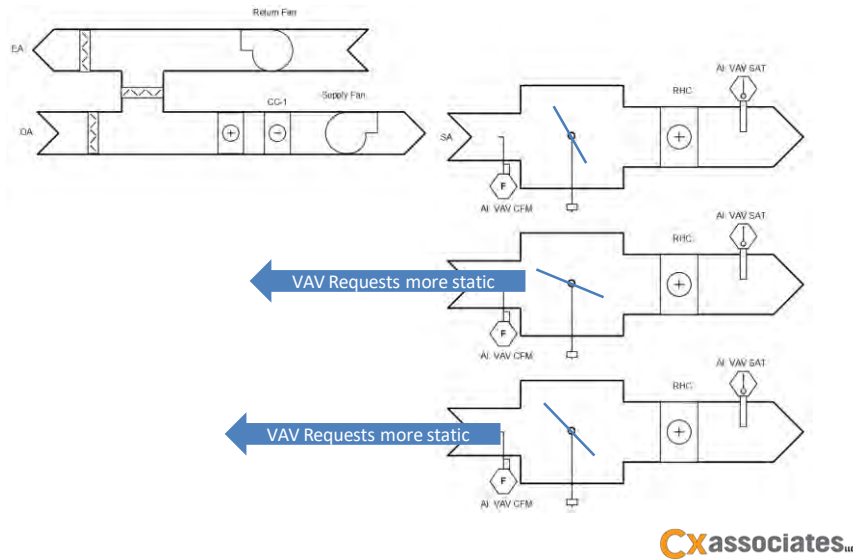 Return Fan
EA
CC-1
Supply Fan
OA
AI: VAV SAT
RHC
SA
F
AI: VAV CFM
AI: VAV SAT
RHC
VAV Requests more static
F
AI: VAV CFM
AI: VAV SAT
RHC
VAV Requests more static
F
AI: VAV CFM
Cxassociates LLC